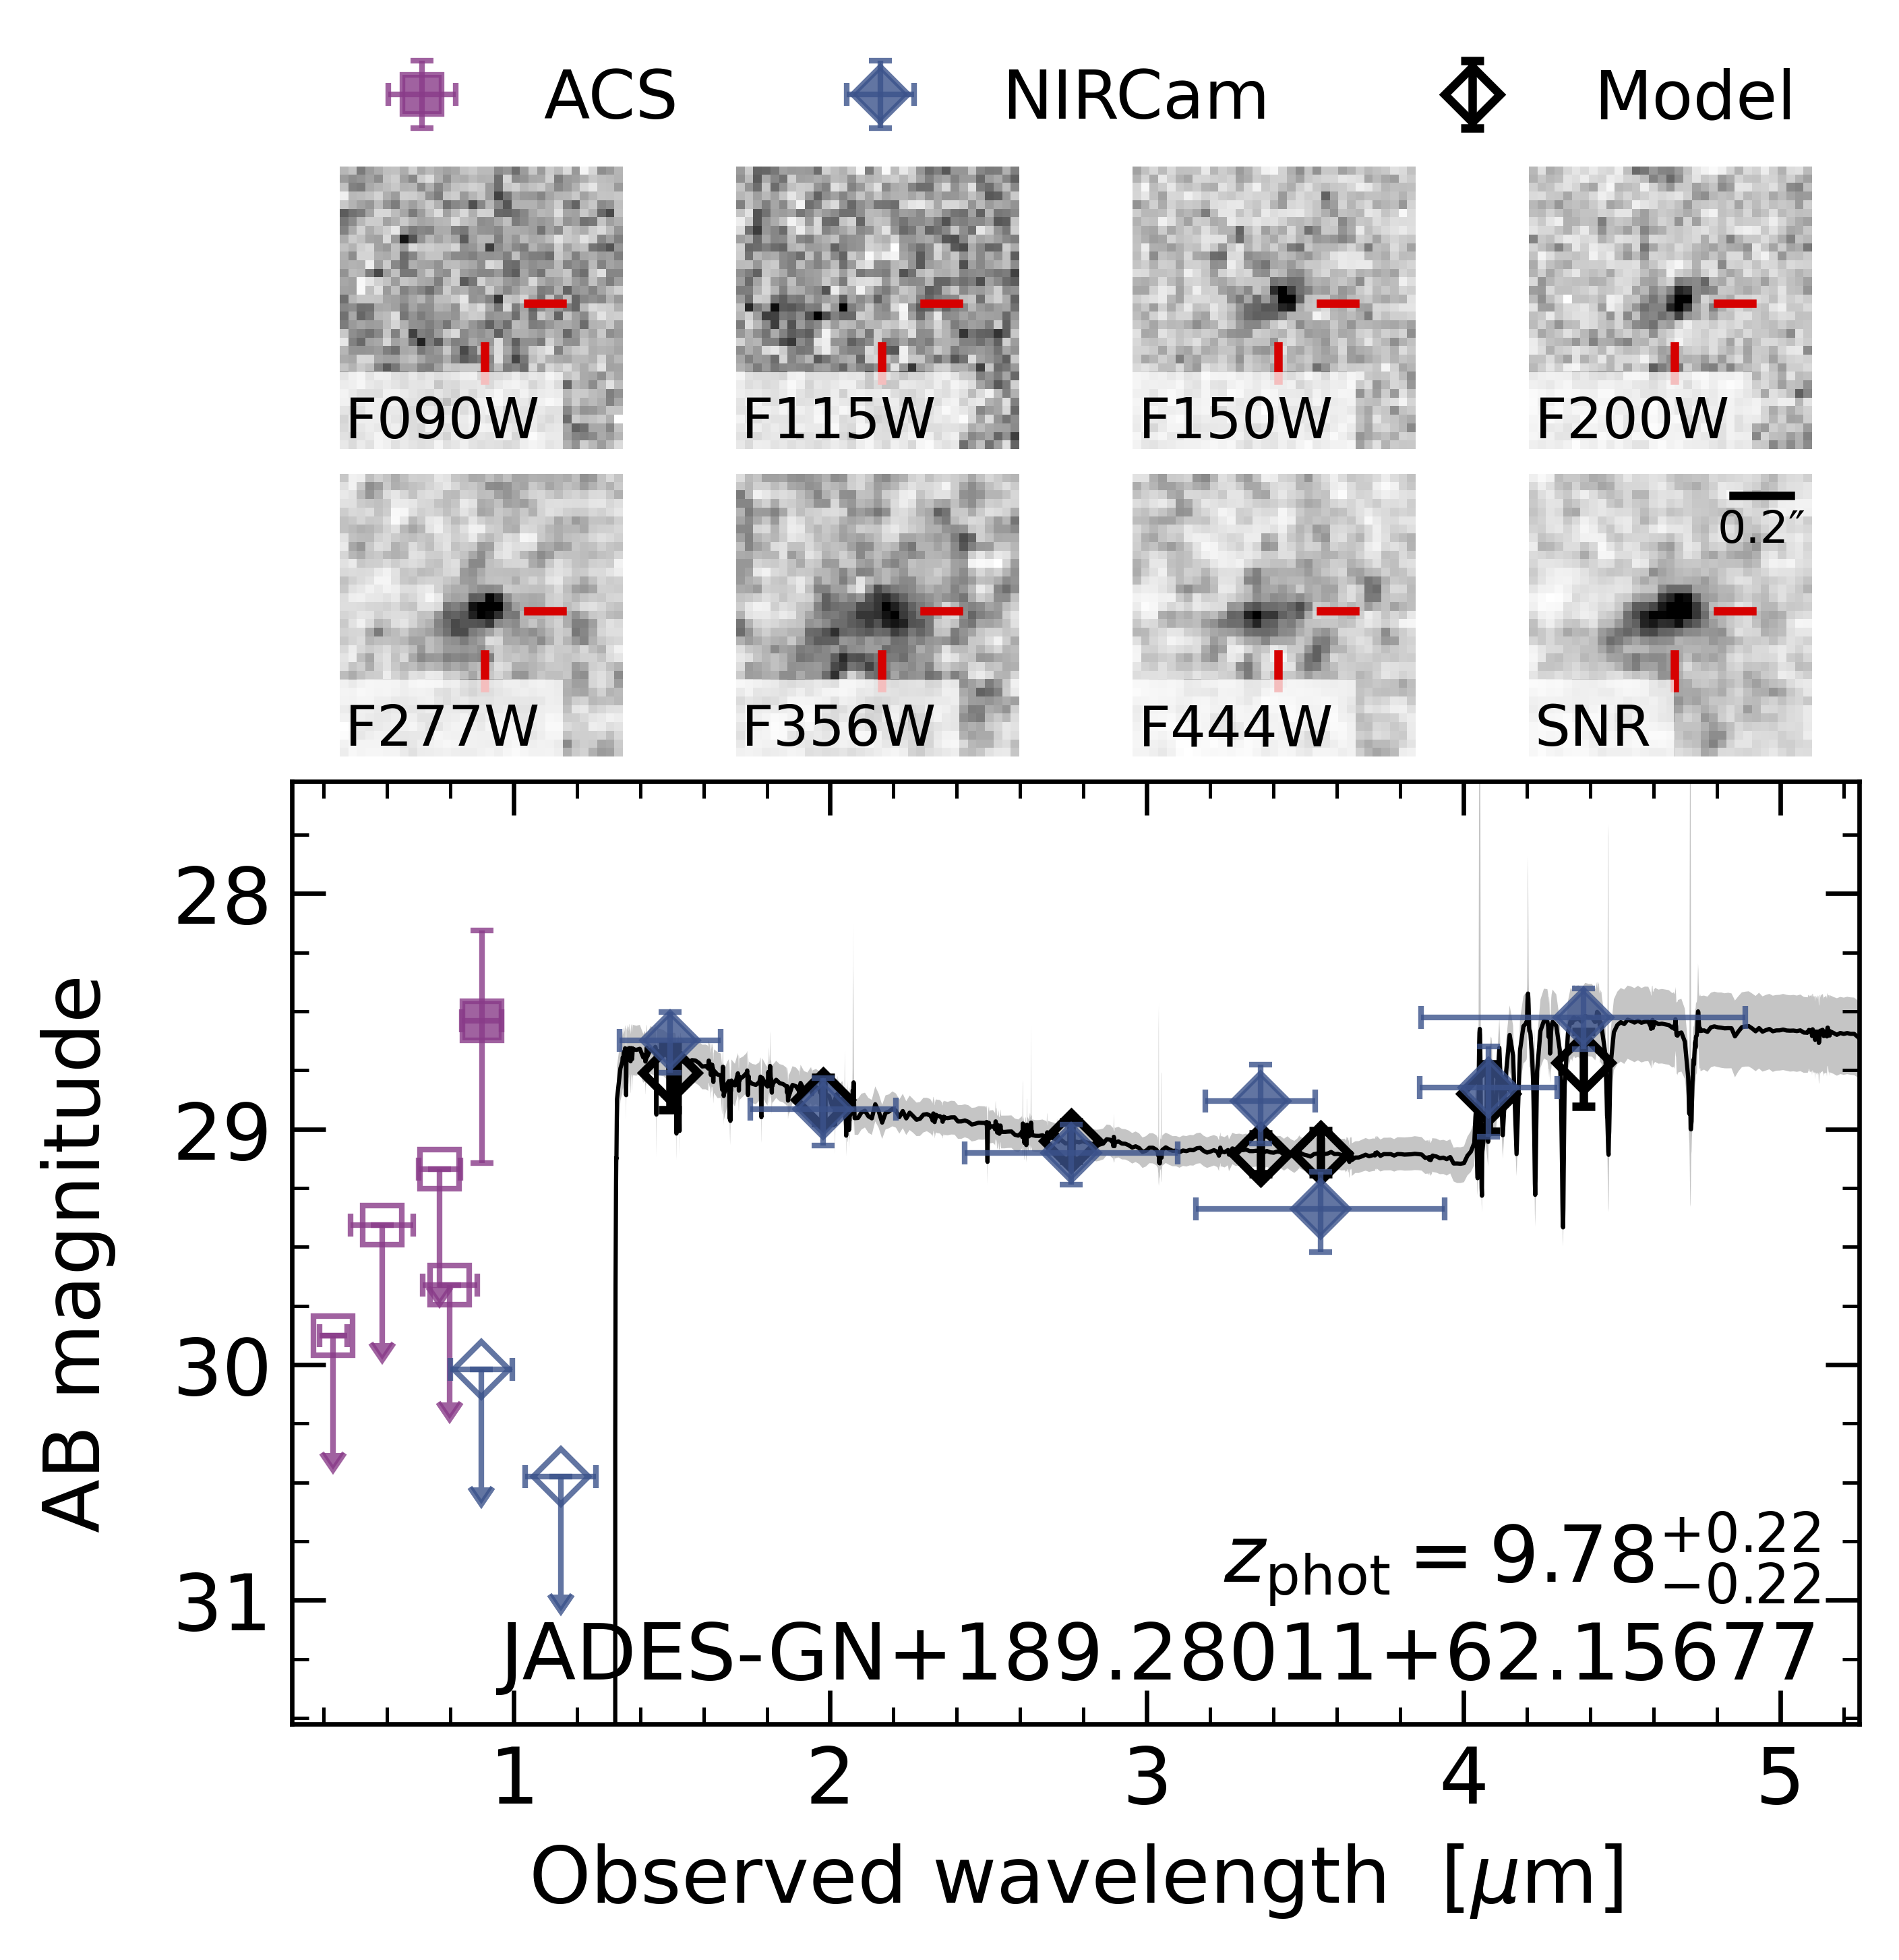 ACS NIRCam Model
F090W F115W F150W F200W
0.2″
F277W F356W F444W SNR
28
29
30
31
AB magnitude
z_phot = 9.78^{+0.22}_{−0.22}
JADES-GN+189.28011+62.15677
1 2 3 4 5
Observed wavelength [μm]